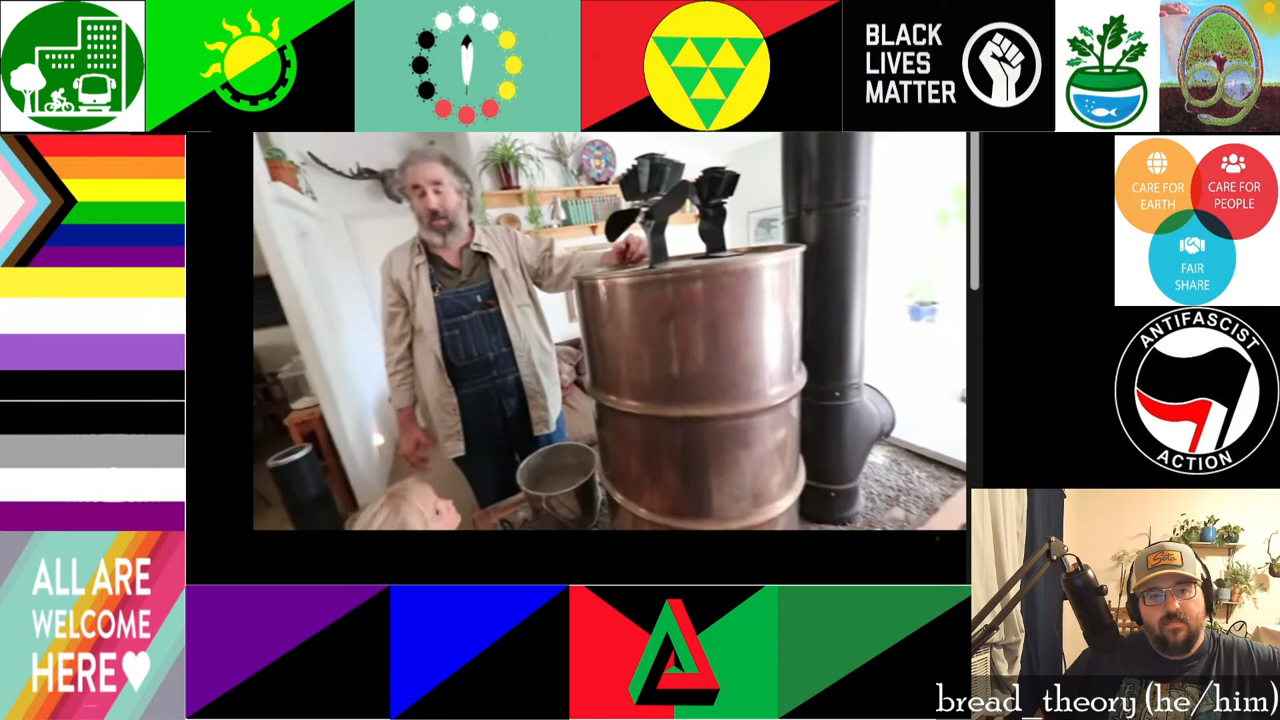 BLACK
LIVES
MATTER
CARE FOR
EARTH
CARE FOR
PEOPLE
FAIR
SHARE
ANTIFASCIST
ACTION
ALL ARE
WELCOME
HERE
bread_theory (he/him)